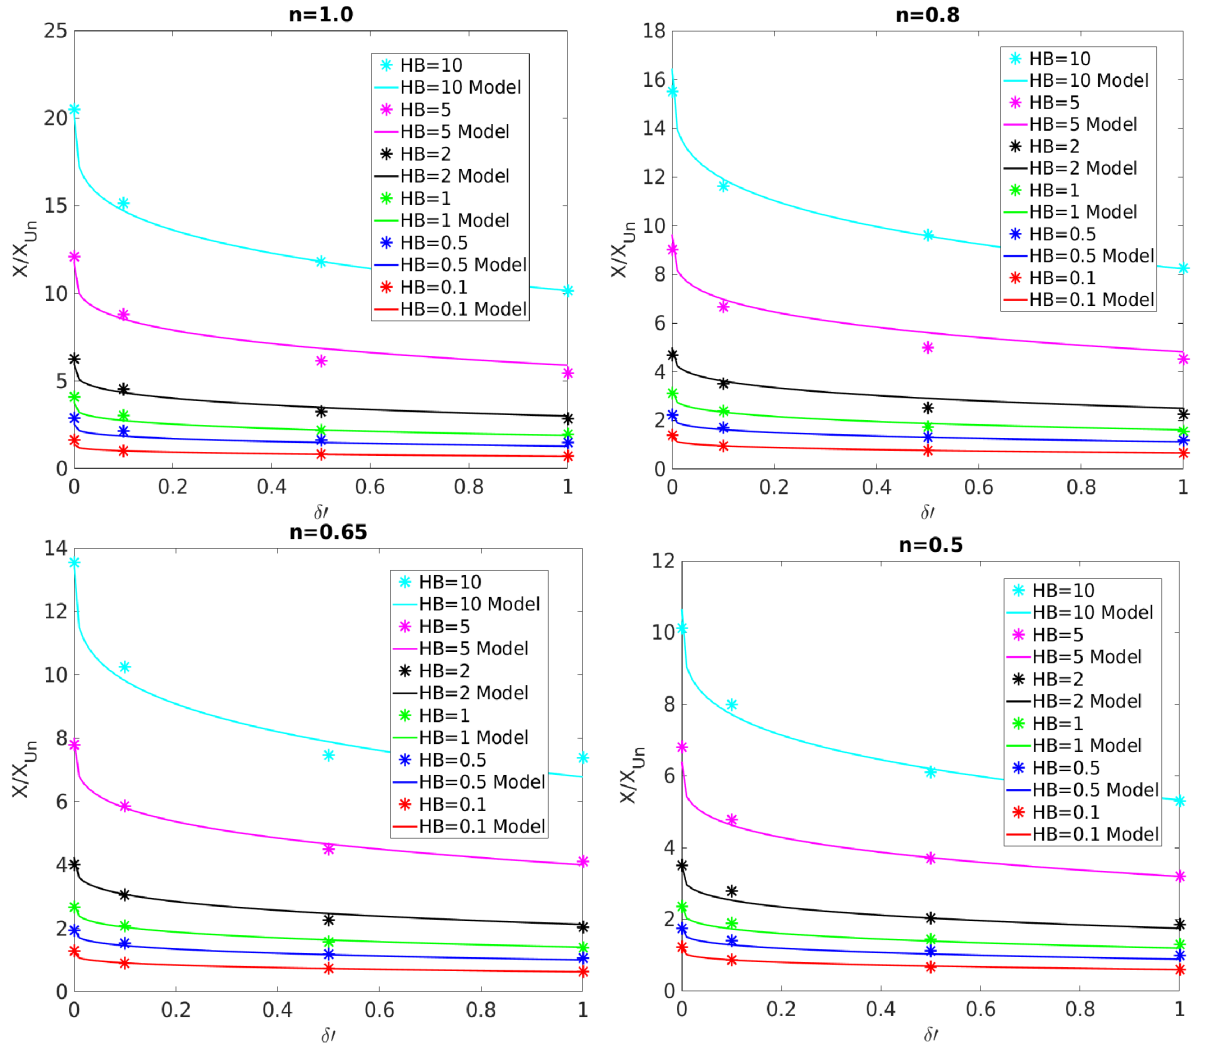 n=1.0
25
20
15
10
5
0
X/X_Un
HB=10
HB=10 Model
HB=5
HB=5 Model
HB=2
HB=2 Model
HB=1
HB=1 Model
HB=0.5
HB=0.5 Model
HB=0.1
HB=0.1 Model
0 0.2 0.4 0.6 0.8 1
δ′
n=0.8
18
16
14
12
10
8
6
4
2
0
X/X_Un
HB=10
HB=10 Model
HB=5
HB=5 Model
HB=2
HB=2 Model
HB=1
HB=1 Model
HB=0.5
HB=0.5 Model
HB=0.1
HB=0.1 Model
0 0.2 0.4 0.6 0.8 1
δ′
n=0.65
14
12
10
8
6
4
2
0
X/X_Un
HB=10
HB=10 Model
HB=5
HB=5 Model
HB=2
HB=2 Model
HB=1
HB=1 Model
HB=0.5
HB=0.5 Model
HB=0.1
HB=0.1 Model
0 0.2 0.4 0.6 0.8 1
δ′
n=0.5
12
10
8
6
4
2
0
X/X_Un
HB=10
HB=10 Model
HB=5
HB=5 Model
HB=2
HB=2 Model
HB=1
HB=1 Model
HB=0.5
HB=0.5 Model
HB=0.1
HB=0.1 Model
0 0.2 0.4 0.6 0.8 1
δ′